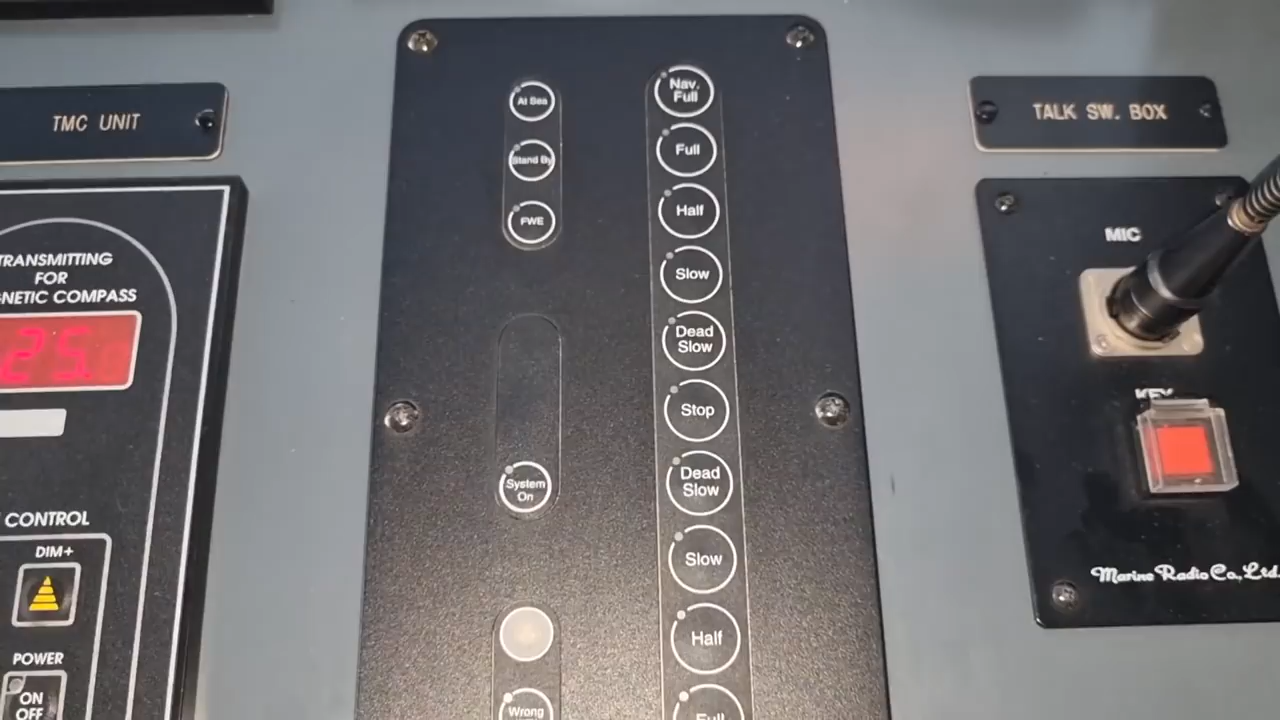 TMC UNIT
TRANSMITTING
FOR
NETIC COMPASS
25.
CONTROL
DIM+
POWER
ON
OFF
At Sea
Stand By
FWE
System
On
Wrong
Nav.
Full
Full
Half
Slow
Dead
Slow
Stop
Dead
Slow
Slow
Half
Full
TALK SW. BOX
MIC
KEY
Marine Radio Co., Ltd.